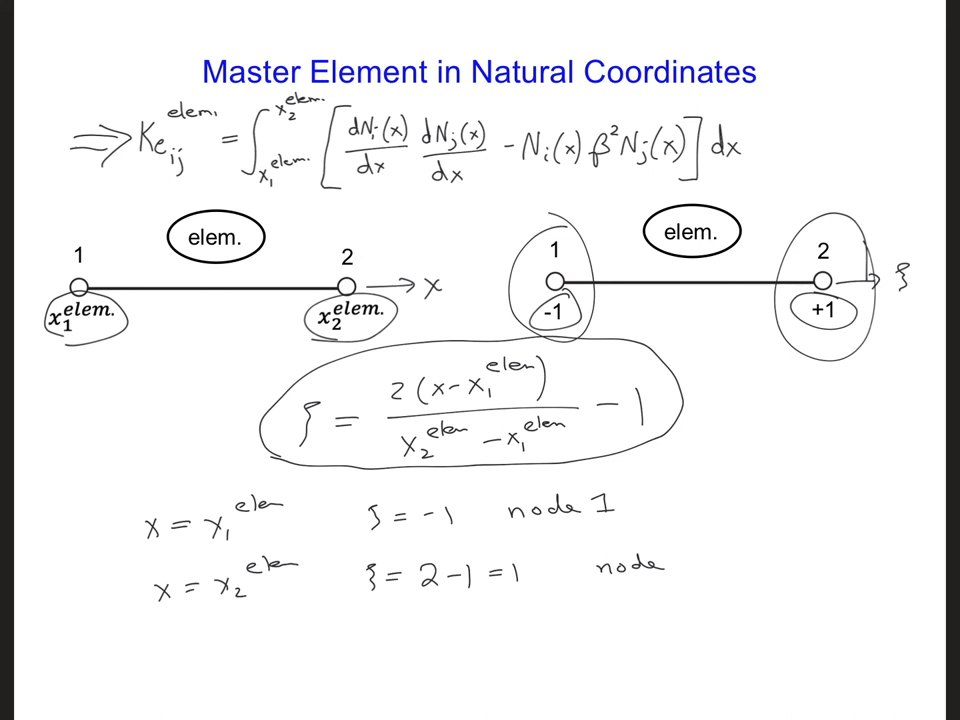 Master Element in Natural Coordinates
⇒ Ke_ij^elem. = ∫_{x_1^elem.}^{x_2^elem.} [ dN_i(x)/dx dN_j(x)/dx - N_i(x) β² N_j(x) ] dx
elem. elem.
1 2 → x 1 2 → ξ
x_1^elem. x_2^elem. -1 +1
ξ = 2 (x - x_1^elem) / (x_2^elem - x_1^elem) - 1
x = x_1^elem ξ = -1 node 1
x = x_2^elem ξ = 2 - 1 = 1 node